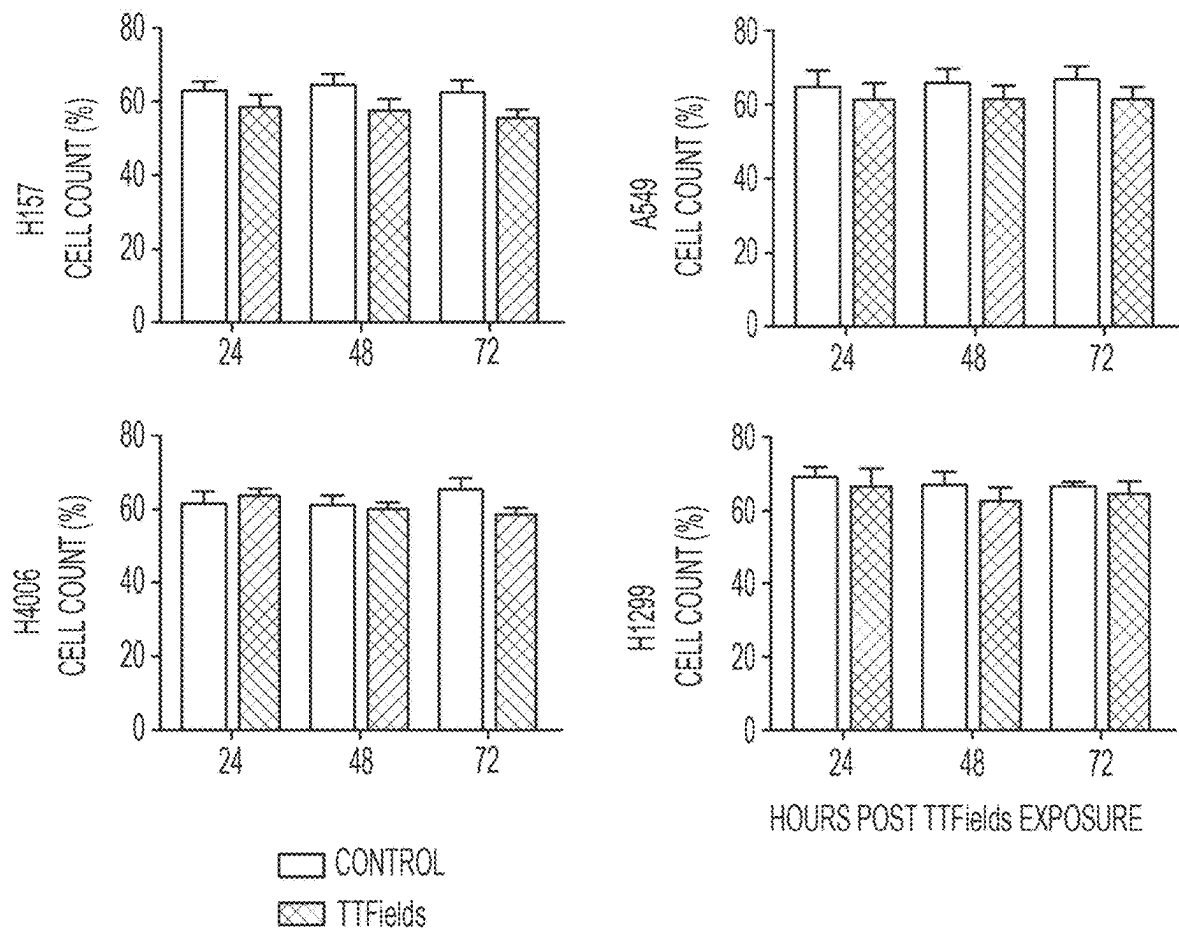 H157
CELL COUNT (%)
80
60
40
20
0
24
48
72
A549
CELL COUNT (%)
80
60
40
20
0
24
48
72
H4006
CELL COUNT (%)
80
60
40
20
0
24
48
72
H1299
CELL COUNT (%)
80
60
40
20
0
24
48
72
HOURS POST TTFields EXPOSURE
CONTROL
TTFields